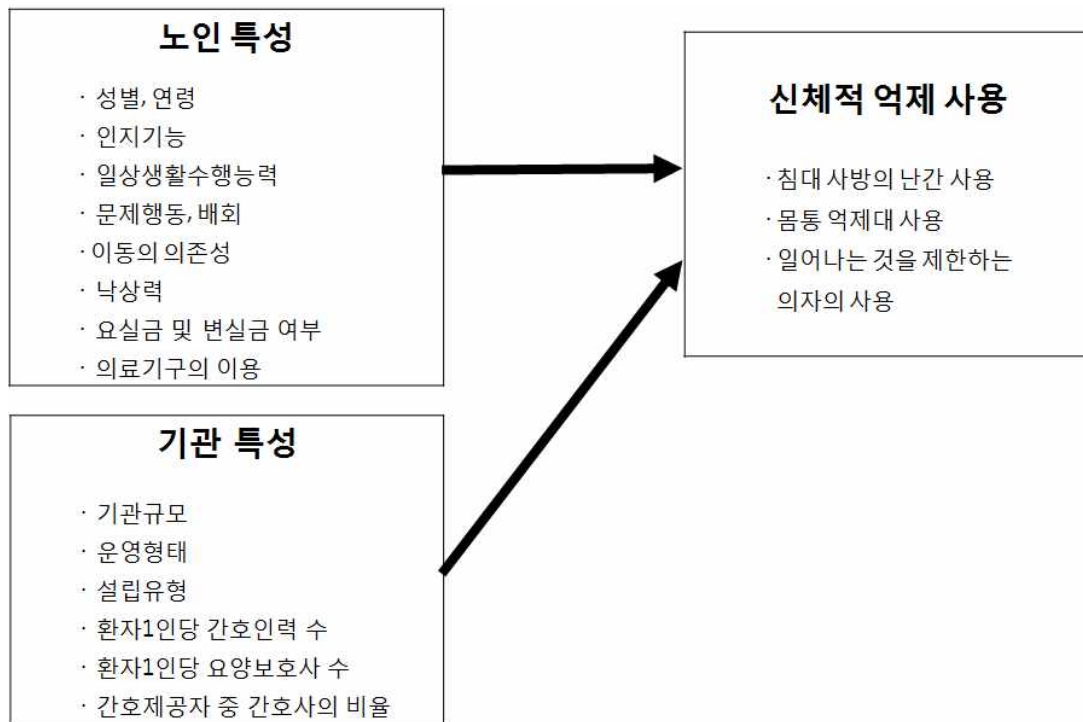 노인 특성
· 성별, 연령
· 인지기능
· 일상생활수행능력
· 문제행동, 배회
· 이동의 의존성
· 낙상력
· 요실금 및 변실금 여부
· 의료기구의 이용
기관 특성
· 기관규모
· 운영형태
· 설립유형
· 환자1인당 간호인력 수
· 환자1인당 요양보호사 수
· 간호제공자 중 간호사의 비율
신체적 억제 사용
· 침대 사방의 난간 사용
· 몸통 억제대 사용
· 일어나는 것을 제한하는
의자의 사용